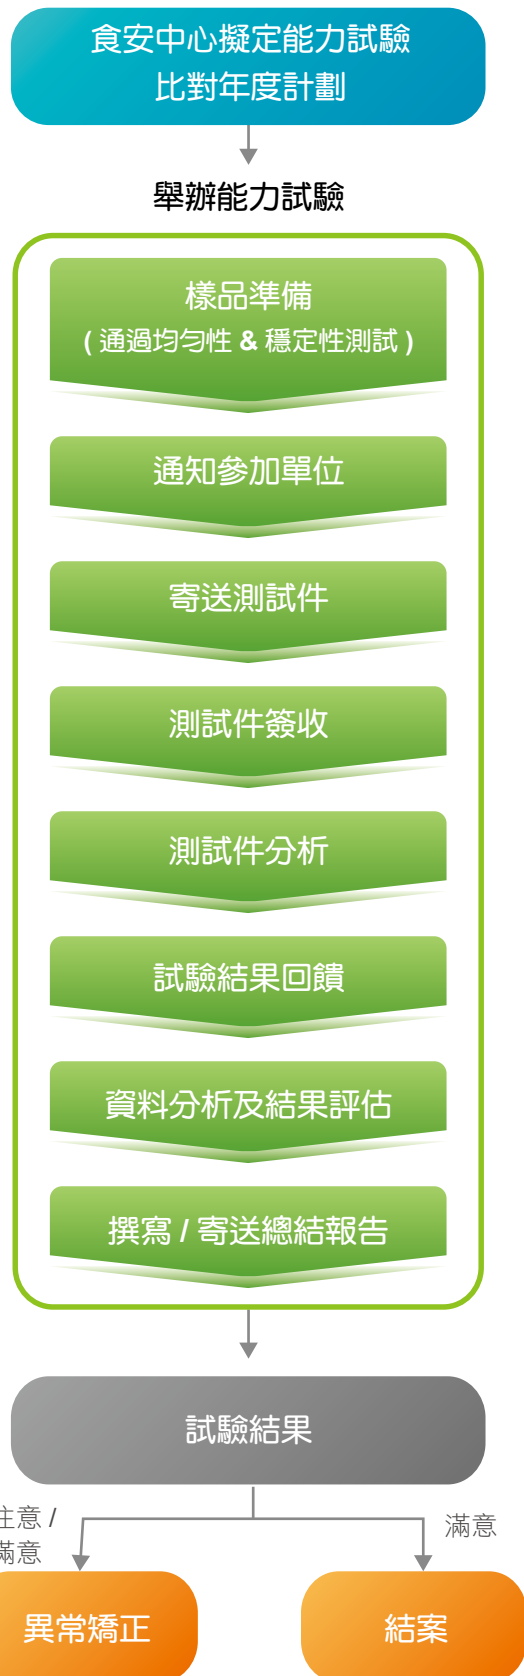 食安中心擬定能力試驗
比對年度計劃
舉辦能力試驗
樣品準備
( 通過均勻性 & 穩定性測試 )
通知參加單位
寄送測試件
測試件簽收
測試件分析
試驗結果回饋
資料分析及結果評估
撰寫 / 寄送總結報告
試驗結果
注意 /
滿意
滿意
異常矯正
結案